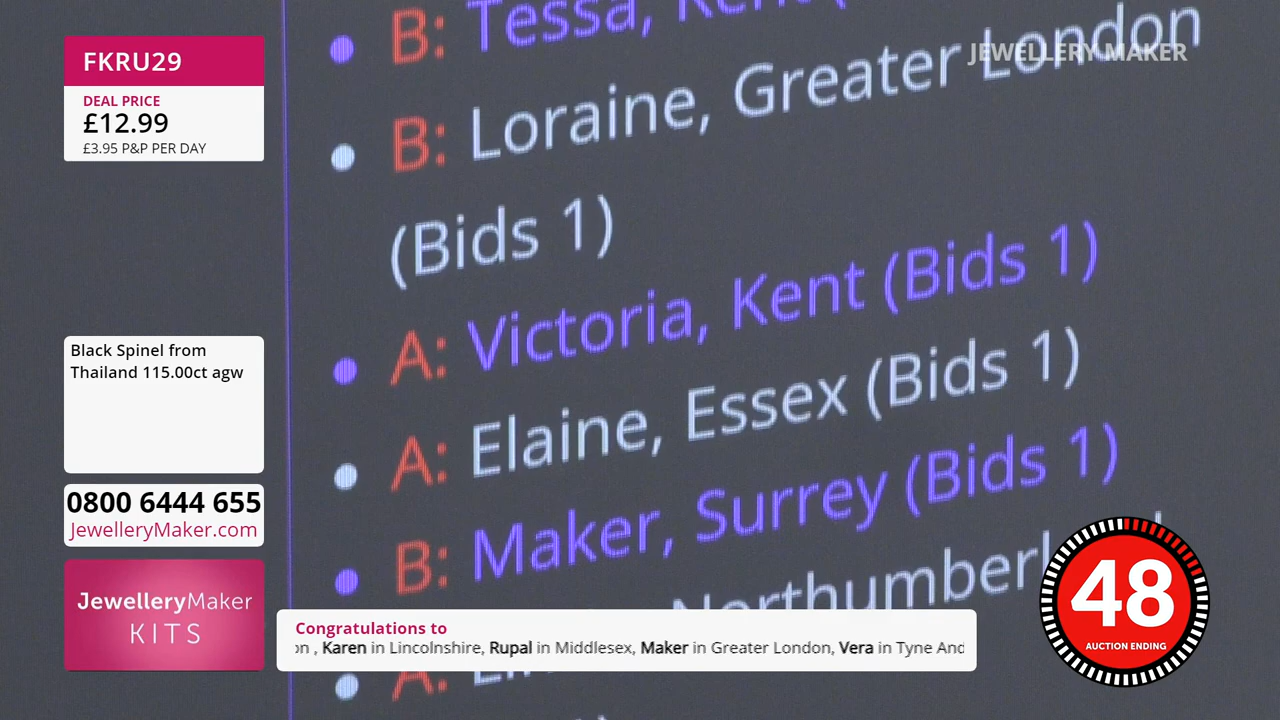 FKRU29
DEAL PRICE
£12.99
£3.95 P&P PER DAY
Black Spinel from
Thailand 115.00ct agw
0800 6444 655
JewelleryMaker.com
JewelleryMaker
KITS
JEWELLERY MAKER
B: Tessa, Kent (
B: Loraine, Greater London
(Bids 1)
A: Victoria, Kent (Bids 1)
A: Elaine, Essex (Bids 1)
B: Maker, Surrey (Bids 1)
A:
Congratulations to
on , Karen in Lincolnshire, Rupal in Middlesex, Maker in Greater London, Vera in Tyne And
48
AUCTION ENDING